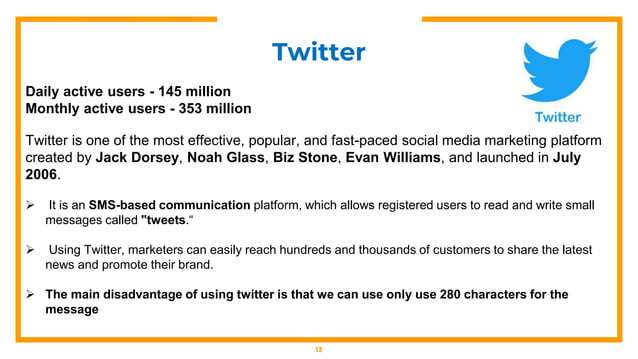 Twitter
Twitter
Daily active users - 145 million
Monthly active users - 353 million
Twitter is one of the most effective, popular, and fast-paced social media marketing platform
created by Jack Dorsey, Noah Glass, Biz Stone, Evan Williams, and launched in July
2006.
➢ It is an SMS-based communication platform, which allows registered users to read and write small
messages called "tweets.“
➢ Using Twitter, marketers can easily reach hundreds and thousands of customers to share the latest
news and promote their brand.
➢ The main disadvantage of using twitter is that we can use only use 280 characters for the
message
13